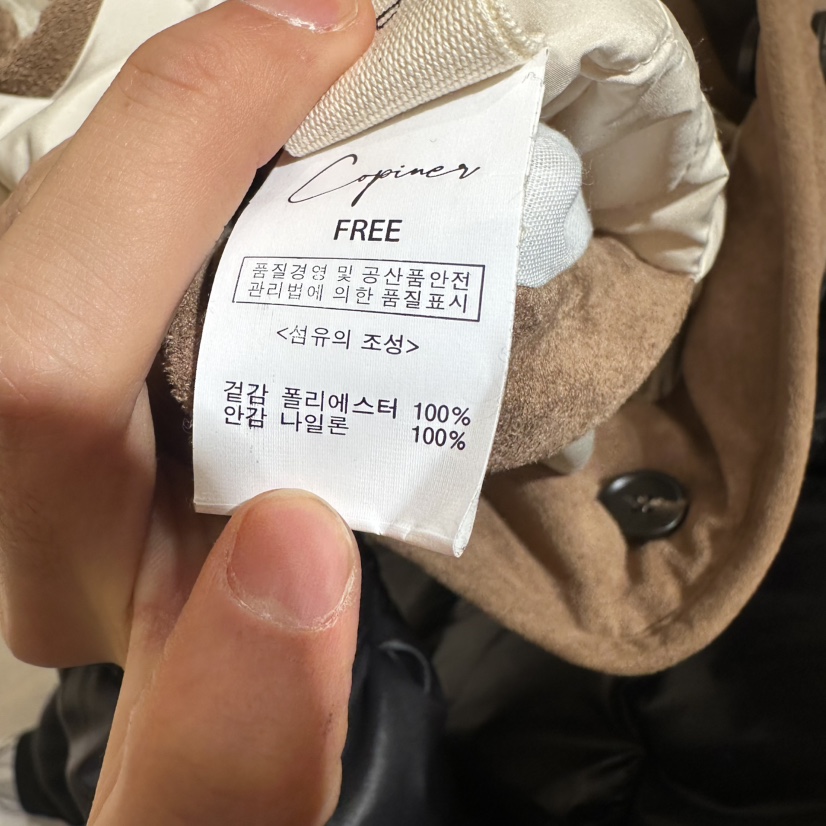 Copiner
FREE
품질경영 및 공산품안전
관리법에 의한 품질표시
<섬유의 조성>
겉감 폴리에스터 100%
안감 나일론 100%